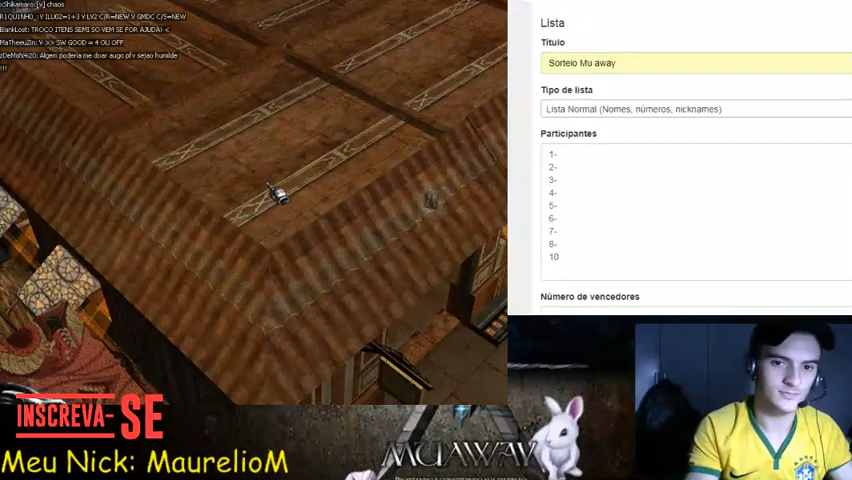 xShikamaro: [V] chaos
R1QUINHO_: V ILU02=1+3 V LV2 C/R=NEW V GMDC C/S=NEW
BlankLost: TROCO ITENS SEMI SO VEM SE FOR AJUDA! <
MaTheeuZin: V >> SW GOOD = 4 OU OFF
zDeMoN4r20: Algem poderia me doar augo pfv sejao humilde
!!!
Lista
Título
Sorteio Mu away
Tipo de lista
Lista Normal (Nomes, números, nicknames)
Participantes
1-
2-
3-
4-
5-
6-
7-
8-
10
Número de vencedores
INSCREVA-SE
Meu Nick: MaurelioM
MUAWAY